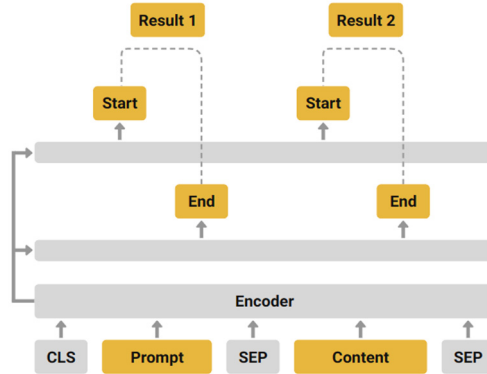 Result 1
Result 2
Start
Start
End
End
Encoder
CLS
Prompt
SEP
Content
SEP